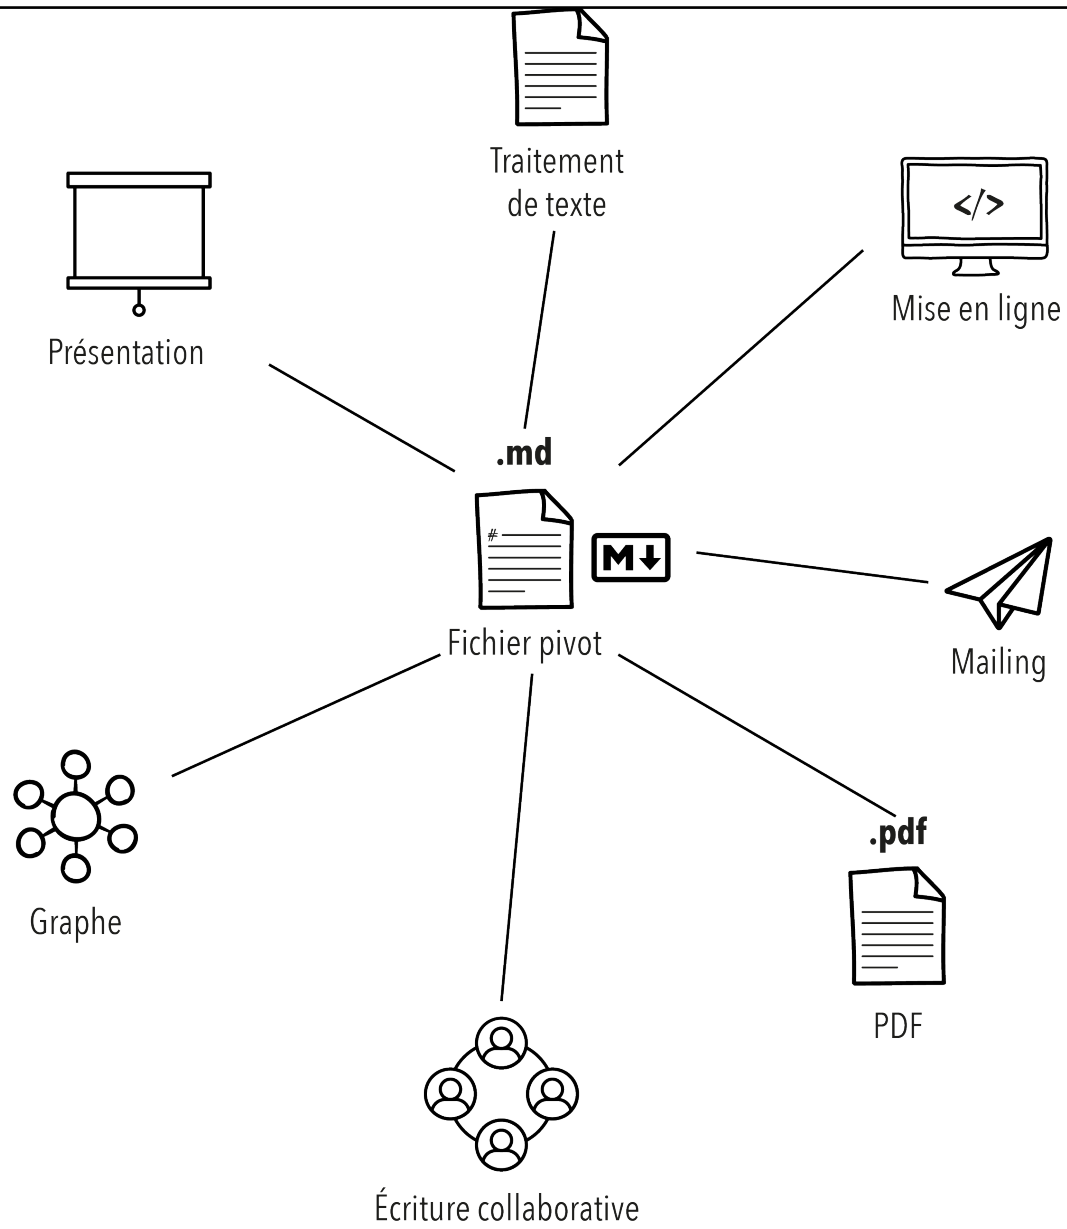 Traitement
de texte
</>
Mise en ligne
Présentation
.md
#
M
Fichier pivot
Mailing
.pdf
Graphe
PDF
Écriture collaborative